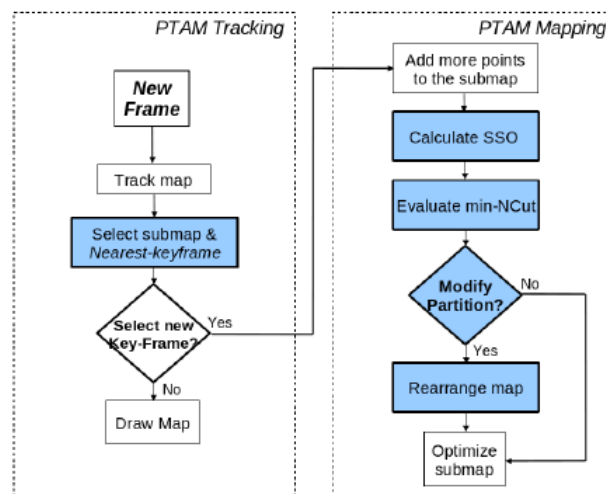 PTAM Tracking
New
Frame
Track map
Select submap &
Nearest-keyframe
Select new
Key-Frame?
Yes
No
Draw Map
PTAM Mapping
Add more points
to the submap
Calculate SSO
Evaluate min-NCut
Modify
Partition?
No
Yes
Rearrange map
Optimize
submap